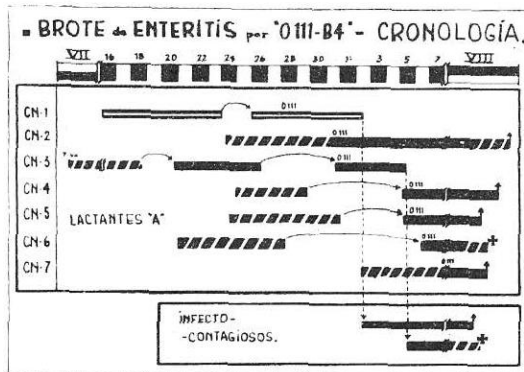 ▪ BROTE de ENTERITIS por "O111-B4" - CRONOLOGÍA.
VII 16 18 20 22 24 26 28 30 1º 3 5 7 VIII
CN-1 O111
CN-2 O111
CN-3 O111
CN-4 O111
LACTANTES "A"
CN-5 O111
CN-6 O111
CN-7 O111
INFECTO-
-CONTAGIOSOS.